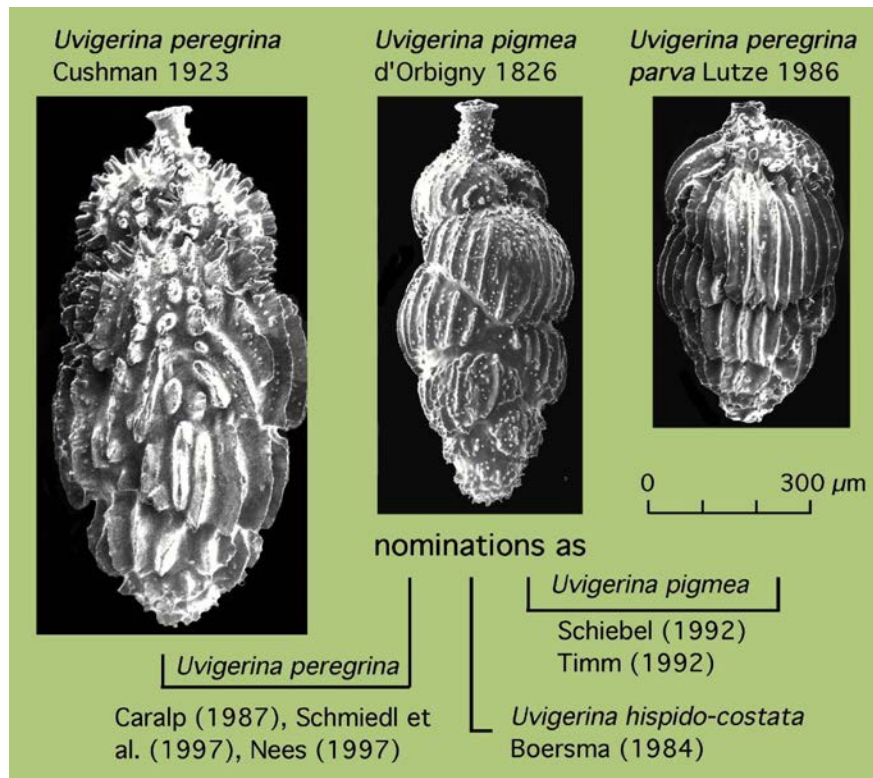 Uvigerina peregrina
Cushman 1923
Uvigerina pigmea
d'Orbigny 1826
Uvigerina peregrina
parva Lutze 1986
0 300 µm
nominations as
Uvigerina pigmea
Schiebel (1992)
Timm (1992)
Uvigerina peregrina
Caralp (1987), Schmiedl et
al. (1997), Nees (1997)
Uvigerina hispido-costata
Boersma (1984)